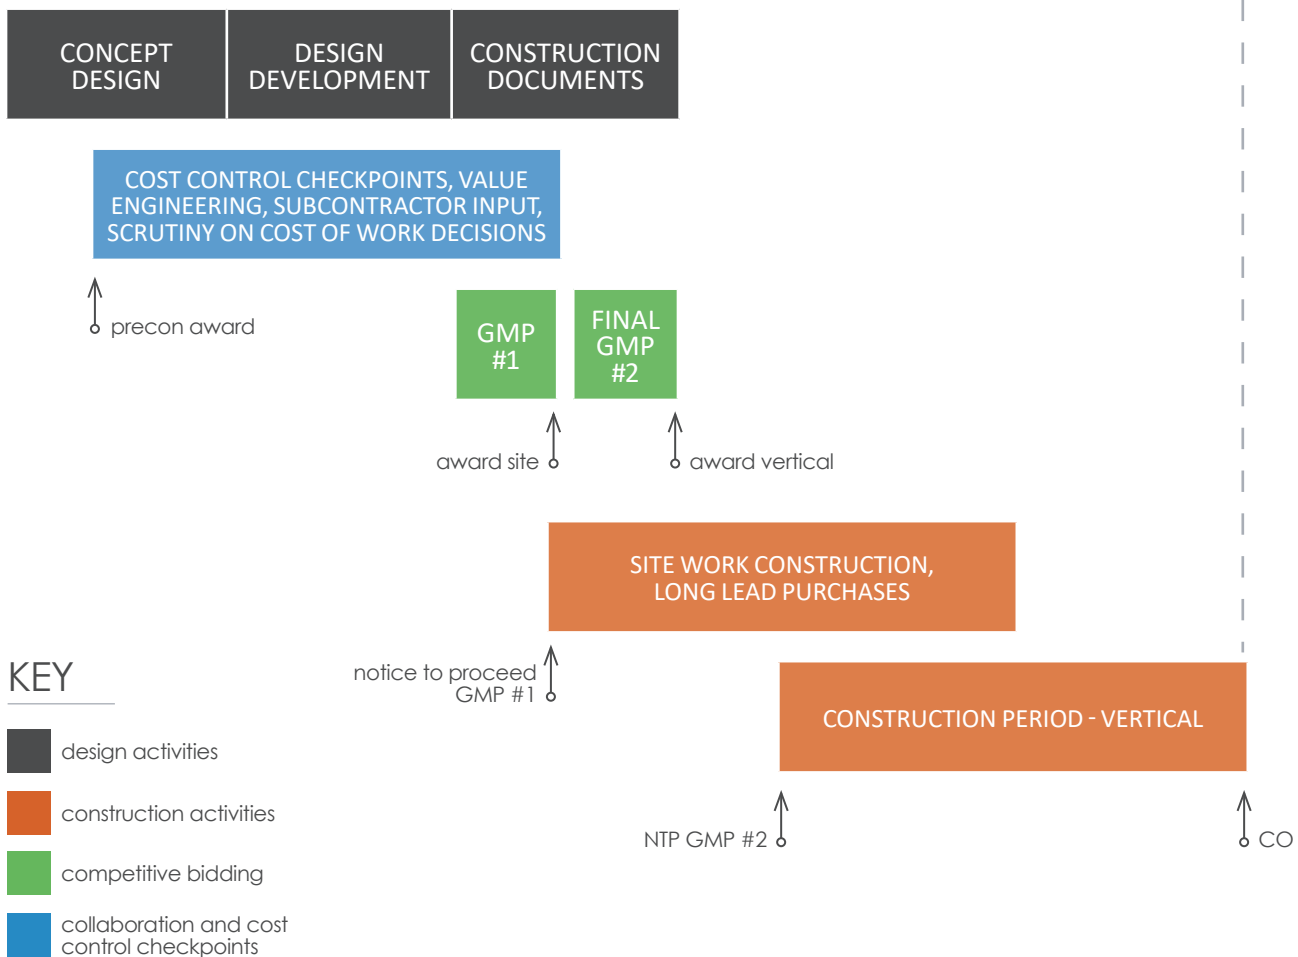 CONCEPT
DESIGN
DESIGN
DEVELOPMENT
CONSTRUCTION
DOCUMENTS
COST CONTROL CHECKPOINTS, VALUE
ENGINEERING, SUBCONTRACTOR INPUT,
SCRUTINY ON COST OF WORK DECISIONS
precon award
GMP
#1
FINAL
GMP
#2
award site
award vertical
SITE WORK CONSTRUCTION,
LONG LEAD PURCHASES
notice to proceed
GMP #1
CONSTRUCTION PERIOD - VERTICAL
NTP GMP #2
CO
KEY
design activities
construction activities
competitive bidding
collaboration and cost
control checkpoints